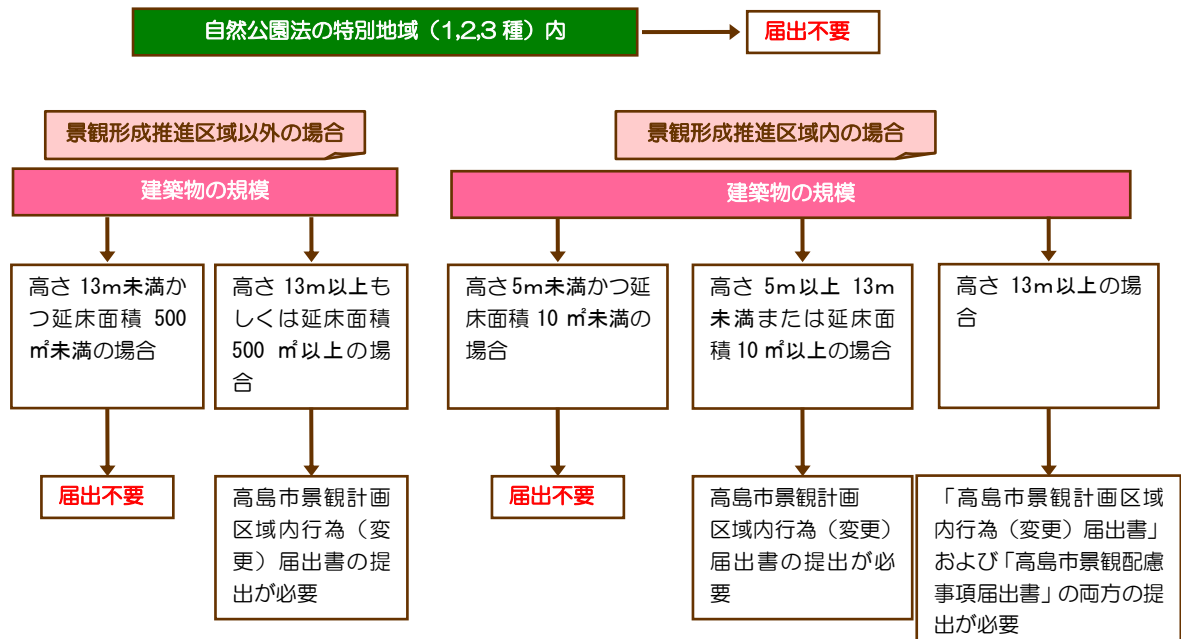 自然公園法の特別地域（1,2,3 種）内
届出不要
景観形成推進区域以外の場合
建築物の規模
高さ 13ｍ未満か
つ延床面積 500
㎡未満の場合
高さ 13ｍ以上も
しくは延床面積
500 ㎡以上の場
合
届出不要
高島市景観計画
区域内行為（変
更）届出書の提
出が必要
景観形成推進区域内の場合
建築物の規模
高さ 5ｍ未満かつ延
床面積 10 ㎡未満の
場合
高さ 5ｍ以上 13ｍ
未満または延床面
積 10 ㎡以上の場合
高さ 13ｍ以上の場
合
届出不要
高島市景観計画
区域内行為（変更）
届出書の提出が必
要
「高島市景観計画区域
内行為（変更）届出書」
および「高島市景観配慮
事項届出書」の両方の提
出が必要